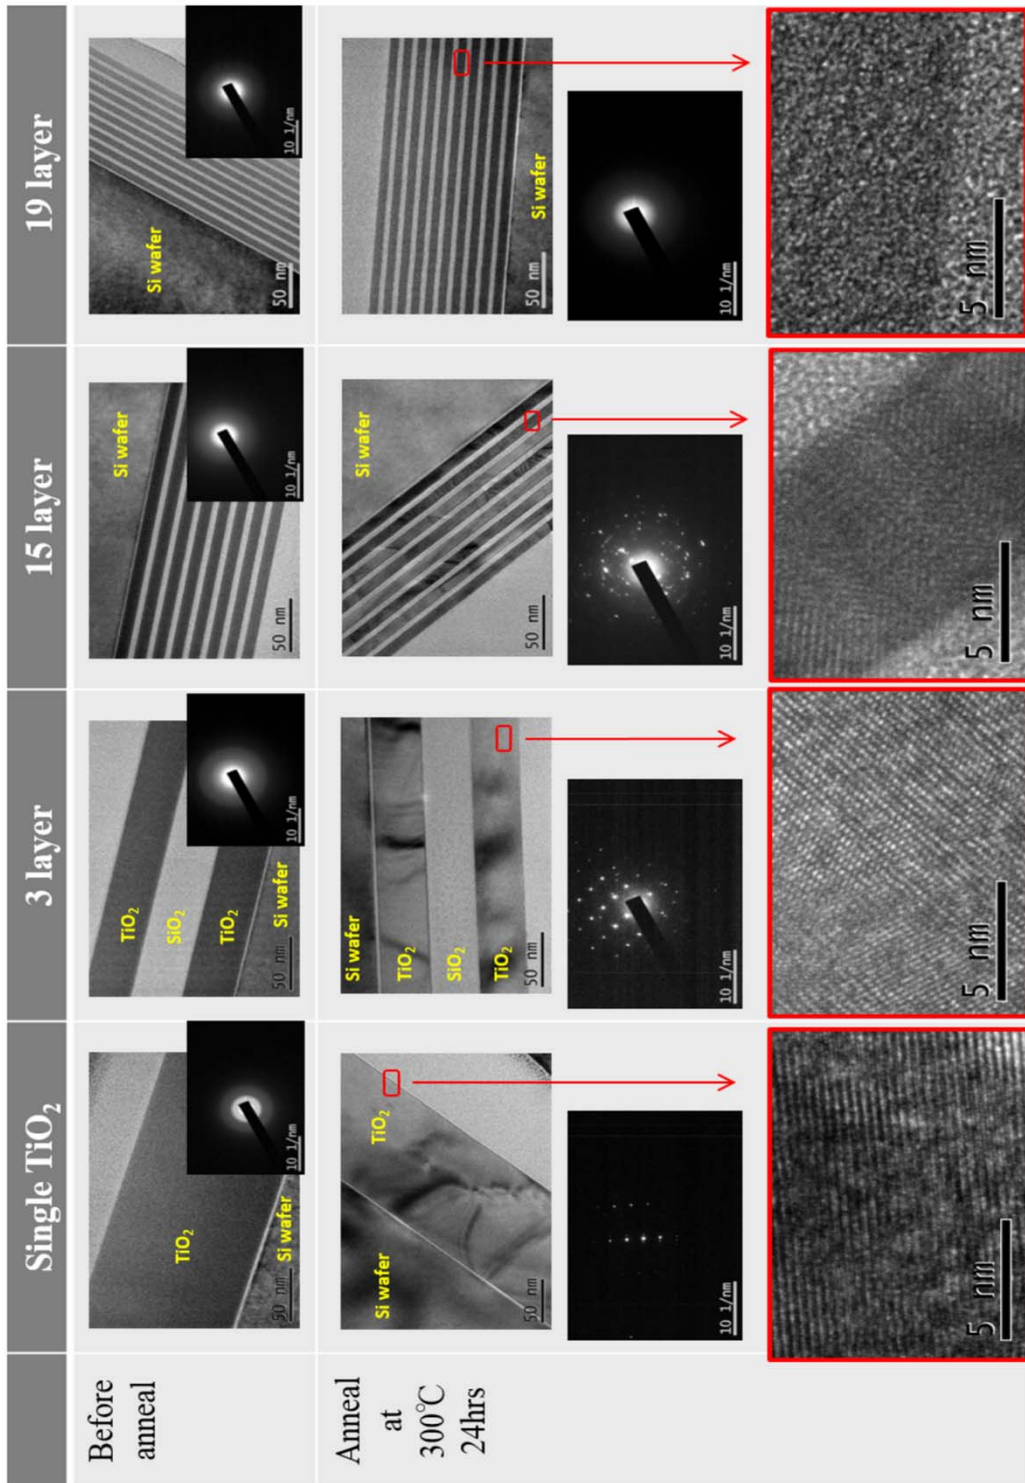 Single TiO₂
3 layer
15 layer
19 layer
Before
anneal
TiO₂
Si wafer
50 nm
10 1/nm
TiO₂
SiO₂
TiO₂
Si wafer
50 nm
10 1/nm
Si wafer
50 nm
10 1/nm
Si wafer
50 nm
10 1/nm
Anneal
at
300℃
24hrs
Si wafer
TiO₂
50 nm
10 1/nm
5 nm
Si wafer
TiO₂
SiO₂
TiO₂
50 nm
10 1/nm
5 nm
Si wafer
50 nm
10 1/nm
5 nm
Si wafer
50 nm
10 1/nm
5 nm